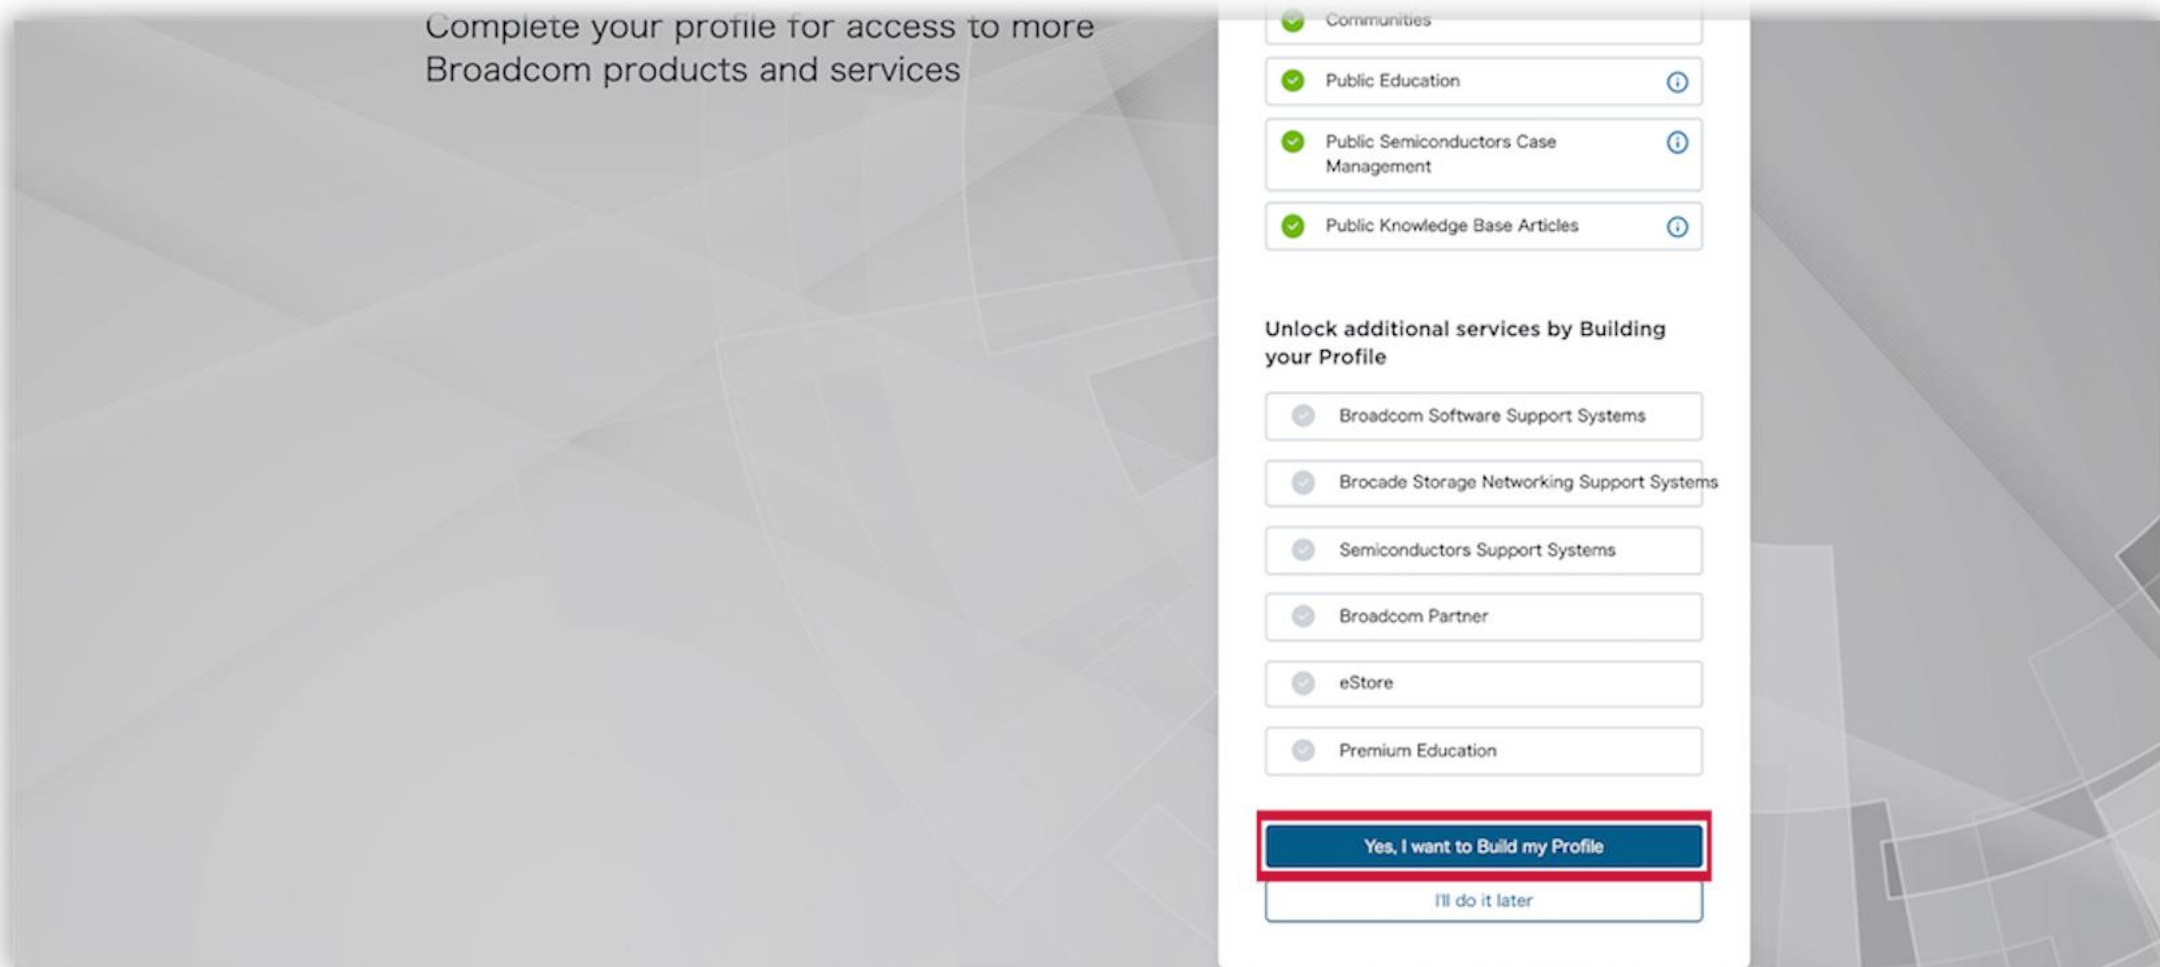 Complete your profile for access to more
Broadcom products and services
Communities
Public Education
Public Semiconductors Case
Management
Public Knowledge Base Articles
Unlock additional services by Building
your Profile
Broadcom Software Support Systems
Brocade Storage Networking Support Systems
Semiconductors Support Systems
Broadcom Partner
eStore
Premium Education
Yes, I want to Build my Profile
I'll do it later